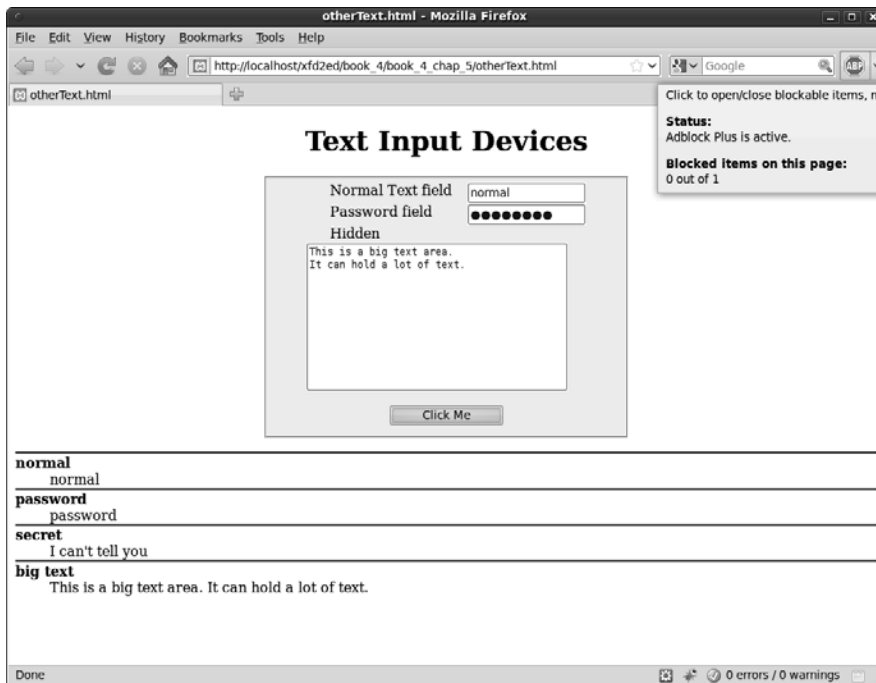 otherText.html - Mozilla Firefox
File Edit View History Bookmarks Tools Help
http://localhost/xfd2ed/book_4/book_4_chap_5/otherText.html
Google
ABP
otherText.html
Click to open/close blockable items,
Status:
Adblock Plus is active.
Blocked items on this page:
0 out of 1
Text Input Devices
Normal Text field normal
Password field
Hidden
This is a big text area.
It can hold a lot of text.
Click Me
normal
normal
password
password
secret
I can't tell you
big text
This is a big text area. It can hold a lot of text.
Done
0 errors / 0 warnings